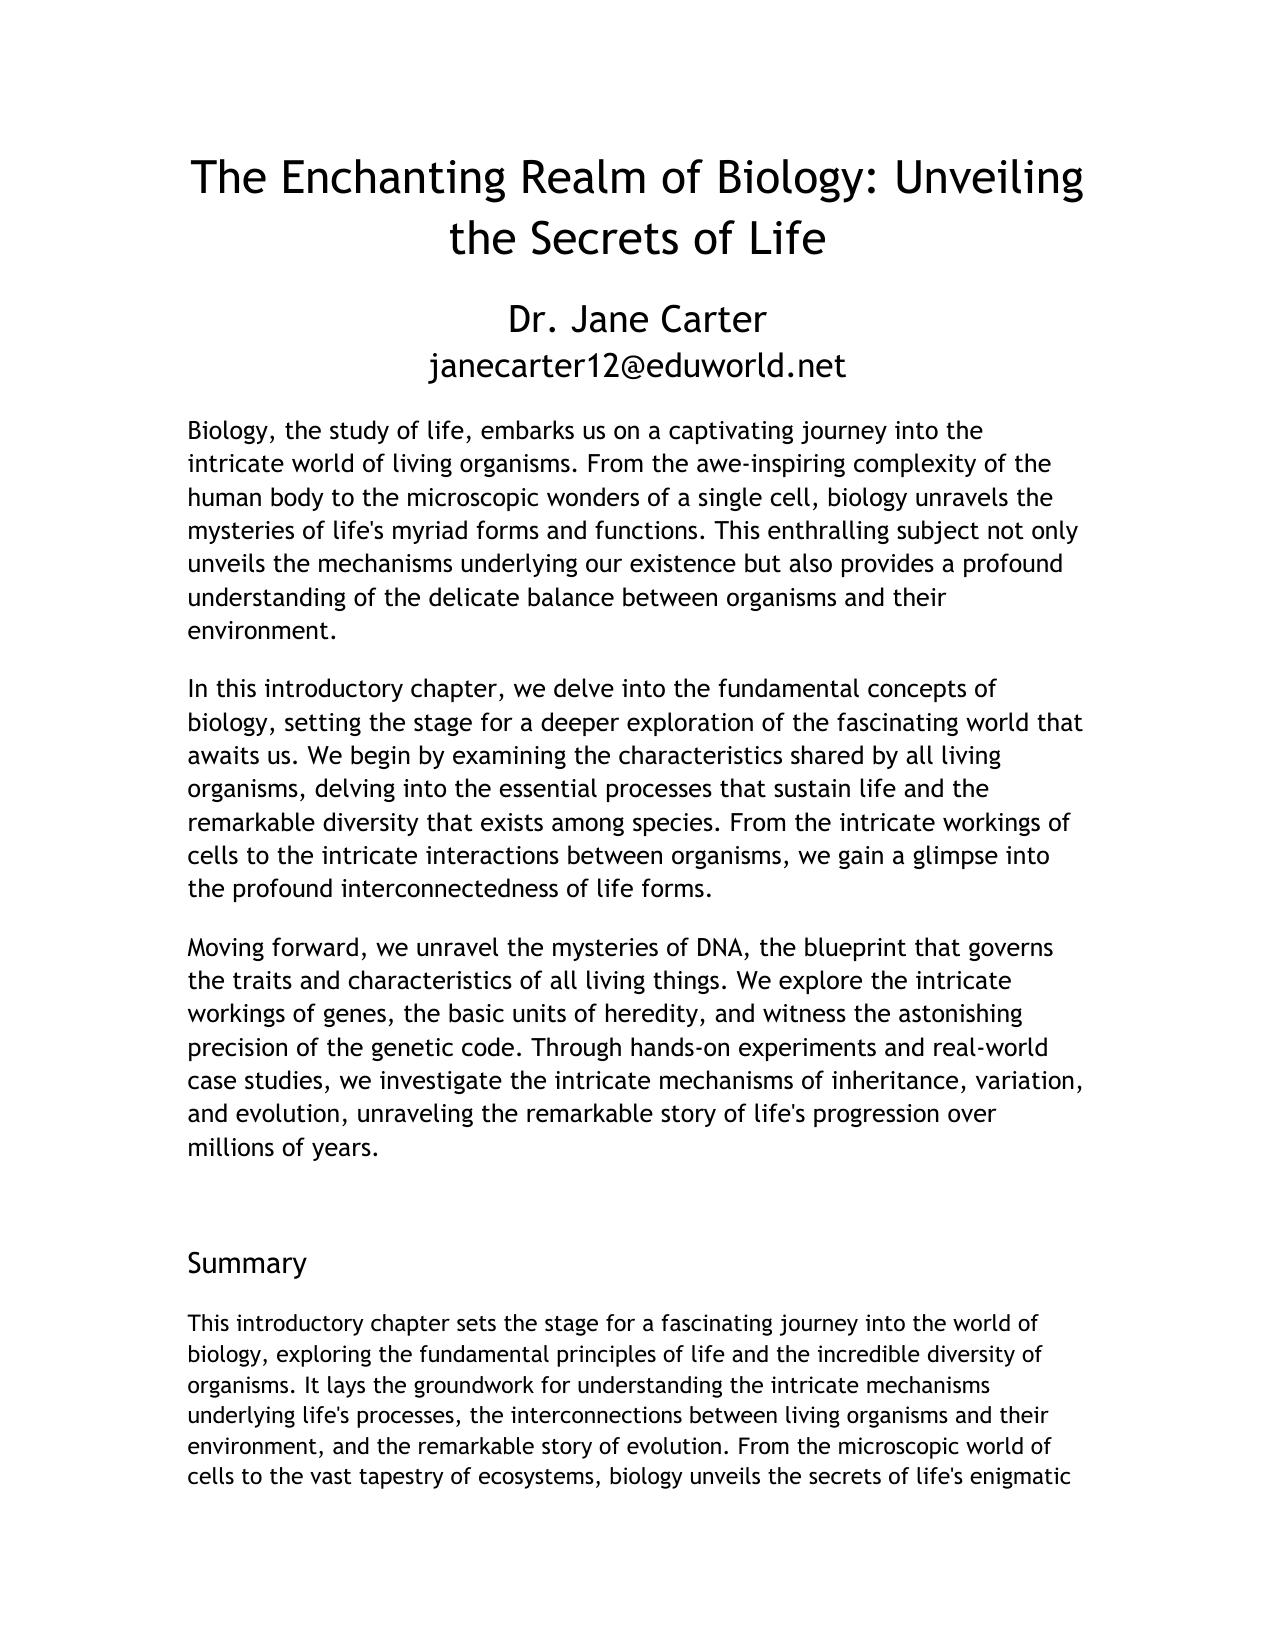 The Enchanting Realm of Biology: Unveiling
the Secrets of Life
Dr. Jane Carter
janecarter12@eduworld.net
Biology, the study of life, embarks us on a captivating journey into the
intricate world of living organisms. From the awe-inspiring complexity of the
human body to the microscopic wonders of a single cell, biology unravels the
mysteries of life's myriad forms and functions. This enthralling subject not only
unveils the mechanisms underlying our existence but also provides a profound
understanding of the delicate balance between organisms and their
environment.
In this introductory chapter, we delve into the fundamental concepts of
biology, setting the stage for a deeper exploration of the fascinating world that
awaits us. We begin by examining the characteristics shared by all living
organisms, delving into the essential processes that sustain life and the
remarkable diversity that exists among species. From the intricate workings of
cells to the intricate interactions between organisms, we gain a glimpse into
the profound interconnectedness of life forms.
Moving forward, we unravel the mysteries of DNA, the blueprint that governs
the traits and characteristics of all living things. We explore the intricate
workings of genes, the basic units of heredity, and witness the astonishing
precision of the genetic code. Through hands-on experiments and real-world
case studies, we investigate the intricate mechanisms of inheritance, variation,
and evolution, unraveling the remarkable story of life's progression over
millions of years.
Summary
This introductory chapter sets the stage for a fascinating journey into the world of
biology, exploring the fundamental principles of life and the incredible diversity of
organisms. It lays the groundwork for understanding the intricate mechanisms
underlying life's processes, the interconnections between living organisms and their
environment, and the remarkable story of evolution. From the microscopic world of
cells to the vast tapestry of ecosystems, biology unveils the secrets of life's enigmatic